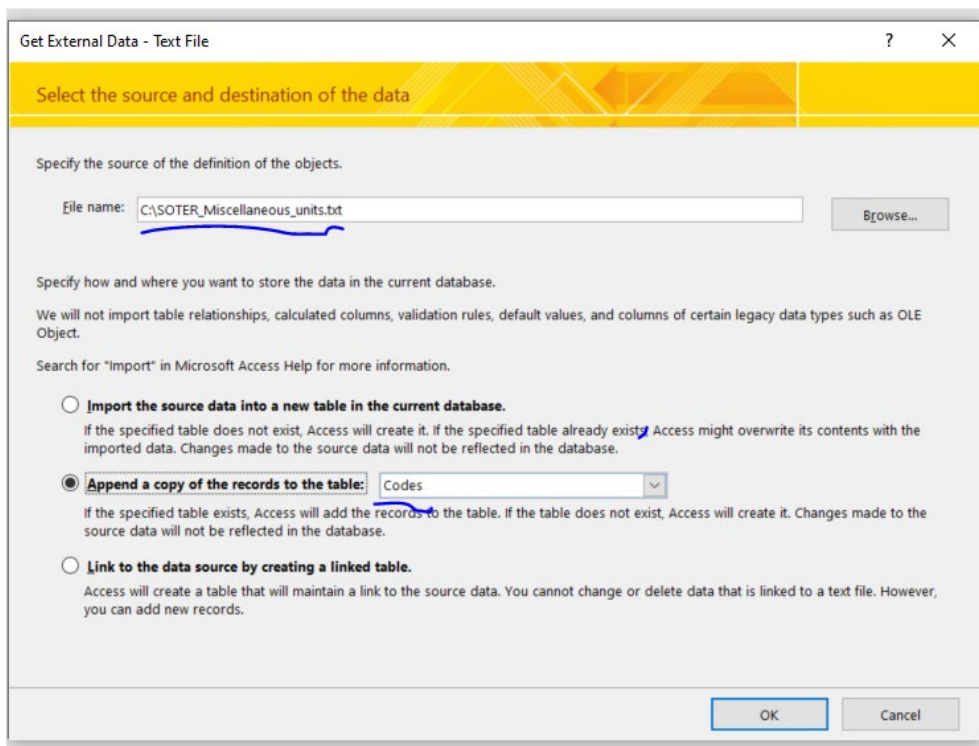 Get External Data - Text File
?
Select the source and destination of the data
Specify the source of the definition of the objects.
File name:
C:\SOTER_Miscellaneous_units.txt
Browse...
Specify how and where you want to store the data in the current database.
We will not import table relationships, calculated columns, validation rules, default values, and columns of certain legacy data types such as OLE
Object.
Search for "Import" in Microsoft Access Help for more information.
Import the source data into a new table in the current database.
If the specified table does not exist, Access will create it. If the specified table already exists, Access might overwrite its contents with the
imported data. Changes made to the source data will not be reflected in the database.
Append a copy of the records to the table:
Codes
If the specified table exists, Access will add the records to the table. If the table does not exist, Access will create it. Changes made to the
source data will not be reflected in the database.
Link to the data source by creating a linked table.
Access will create a table that will maintain a link to the source data. You cannot change or delete data that is linked to a text file. However,
you can add new records.
OK
Cancel